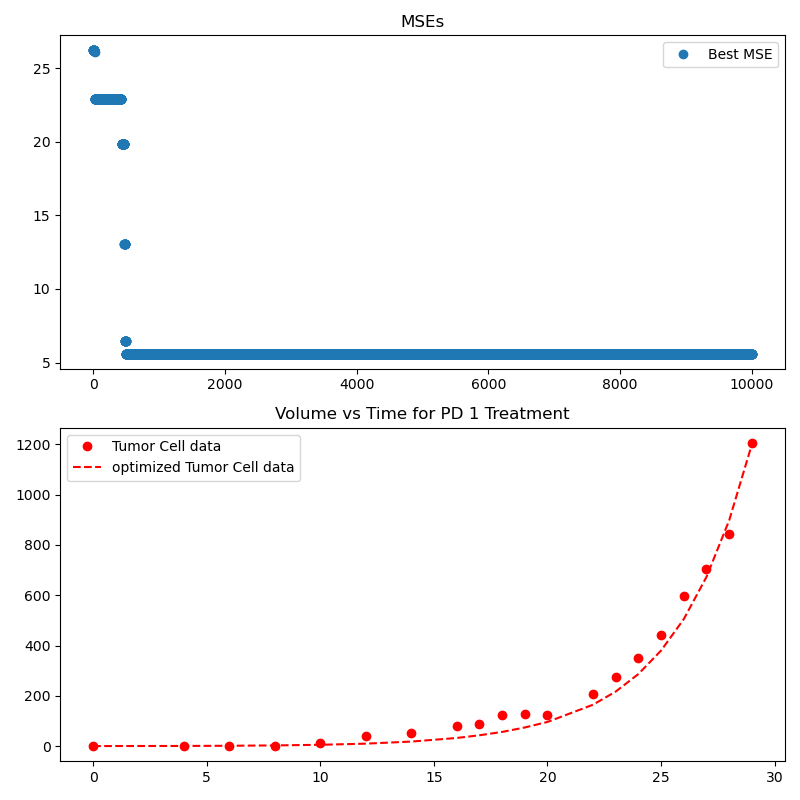 MSEs
Best MSE
25
20
15
10
5
0 2000 4000 6000 8000 10000
Volume vs Time for PD 1 Treatment
Tumor Cell data
optimized Tumor Cell data
1200
1000
800
600
400
200
0
0 5 10 15 20 25 30